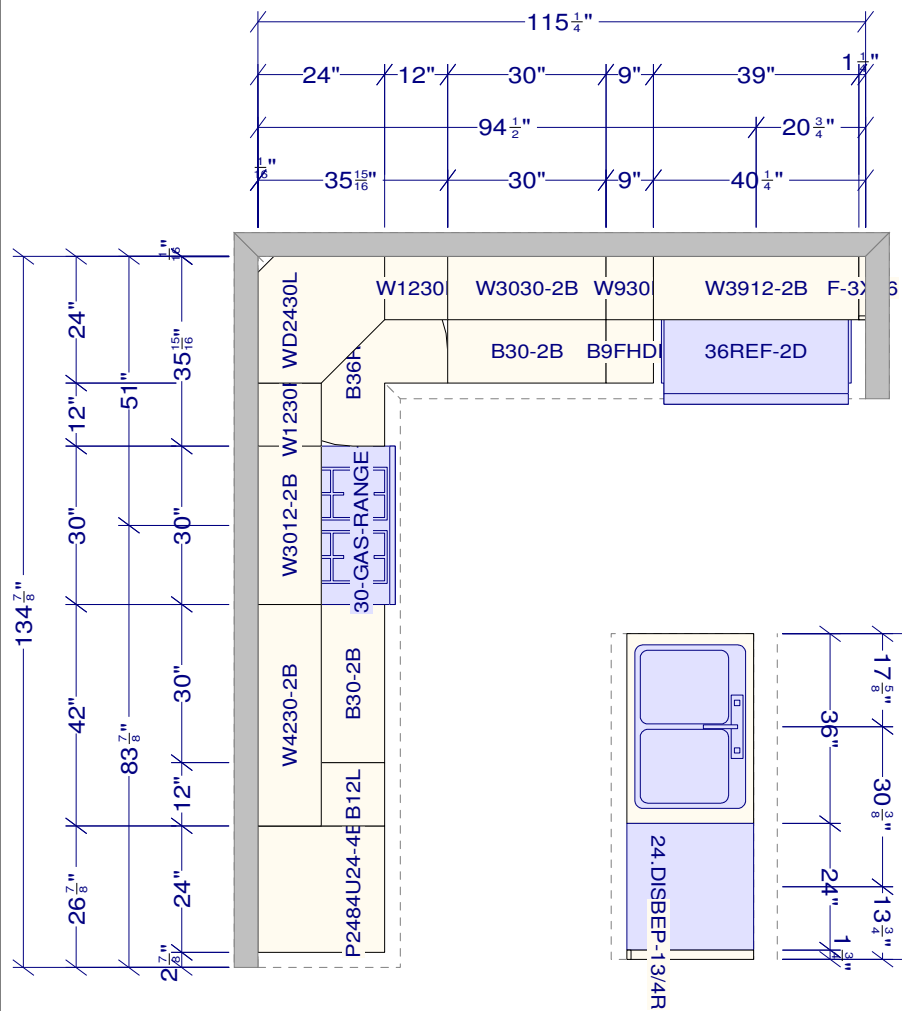 115 1/4"
24" 12" 30" 9" 39" 1 1/4"
94 1/2" 20 3/4"
1/16" 35 15/16" 30" 9" 40 1/4"
W1230 W3030-2B W930 W3912-2B F-3X 6
B30-2B B9FHD 36REF-2D
WD2430L
B36R
W1230
W3012-2B
30-GAS-RANGE
W4230-2B
B30-2B
B12L
P2484U24-4B
134 7/8"
24" 12" 30" 42" 26 7/8"
51" 83 7/8"
1/16" 35 15/16" 30" 30" 12" 24" 2 7/8"
24.DISBEP-13/4R
36" 24" 1 3/4"
17 5/8" 30 3/8" 13 3/4"